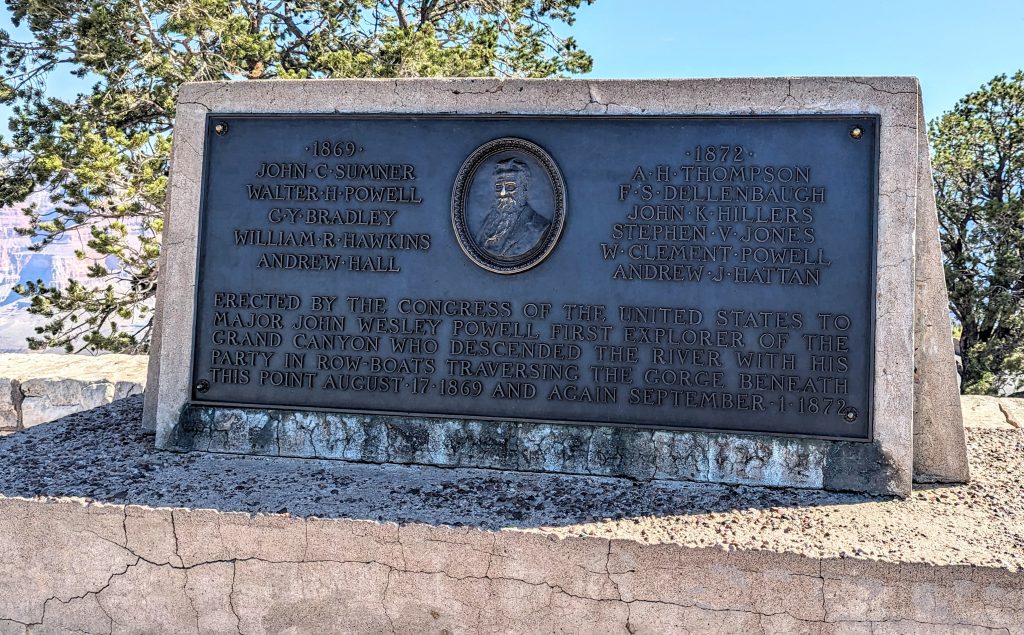 ·1869·
JOHN·C·SUMNER
WALTER·H·POWELL
G·Y·BRADLEY
WILLIAM·R·HAWKINS
ANDREW·HALL
·1872·
A·H·THOMPSON
F·S·DELLENBAUGH
JOHN·K·HILLERS
STEPHEN·V·JONES
W·CLEMENT·POWELL
ANDREW·J·HATTAN
ERECTED BY THE CONGRESS OF THE UNITED STATES TO
MAJOR JOHN WESLEY POWELL FIRST EXPLORER OF THE
GRAND CANYON WHO DESCENDED THE RIVER WITH HIS
PARTY IN ROW-BOATS TRAVERSING THE GORGE BENEATH
THIS POINT AUGUST·17·1869 AND AGAIN SEPTEMBER·1·1872